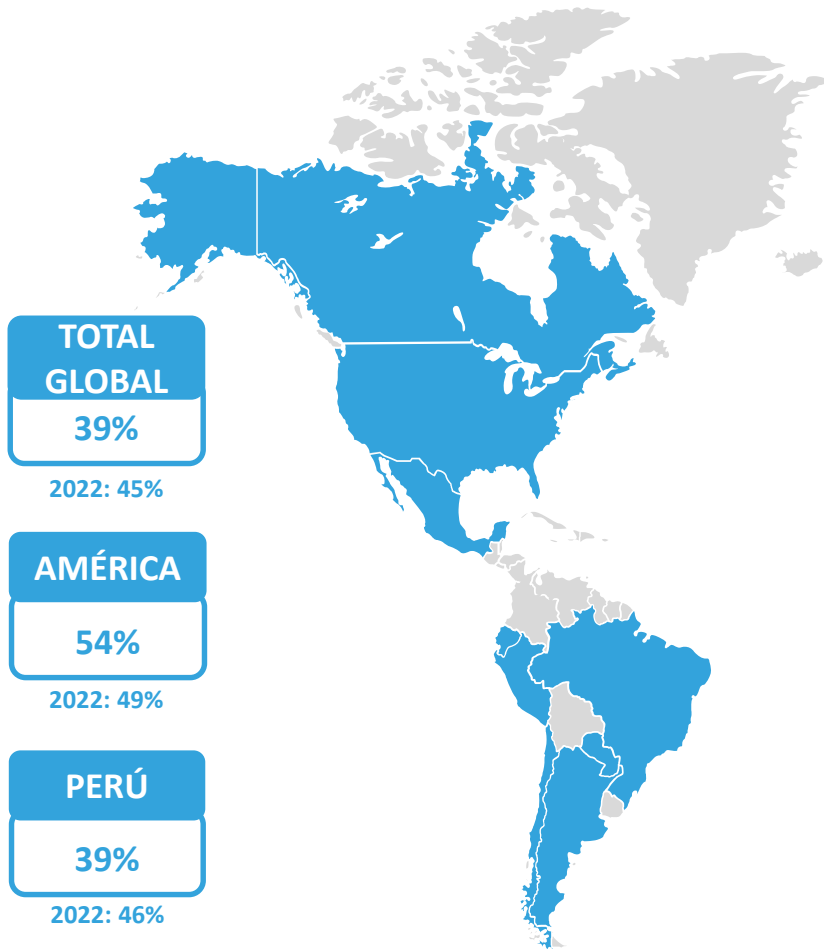 TOTAL
GLOBAL
39%
2022: 45%
AMÉRICA
54%
2022: 49%
PERÚ
39%
2022: 46%